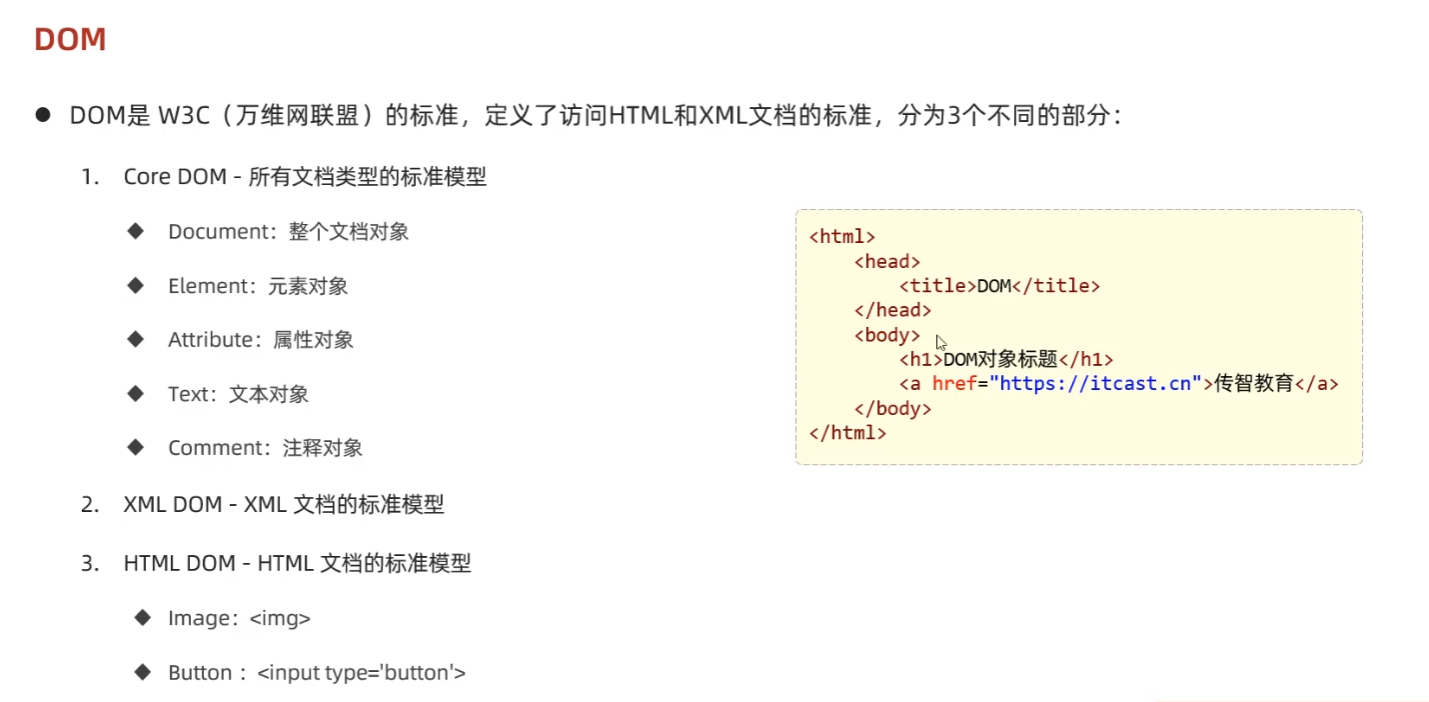 DOM
● DOM是 W3C（万维网联盟）的标准，定义了访问HTML和XML文档的标准，分为3个不同的部分：
1. Core DOM - 所有文档类型的标准模型
◆ Document：整个文档对象
◆ Element：元素对象
◆ Attribute：属性对象
◆ Text：文本对象
◆ Comment：注释对象
2. XML DOM - XML 文档的标准模型
3. HTML DOM - HTML 文档的标准模型
◆ Image：<img>
◆ Button ：<input type='button'>
<html>
    <head>
        <title>DOM</title>
    </head>
    <body>
        <h1>DOM对象标题</h1>
        <a href="https://itcast.cn">传智教育</a>
    </body>
</html>